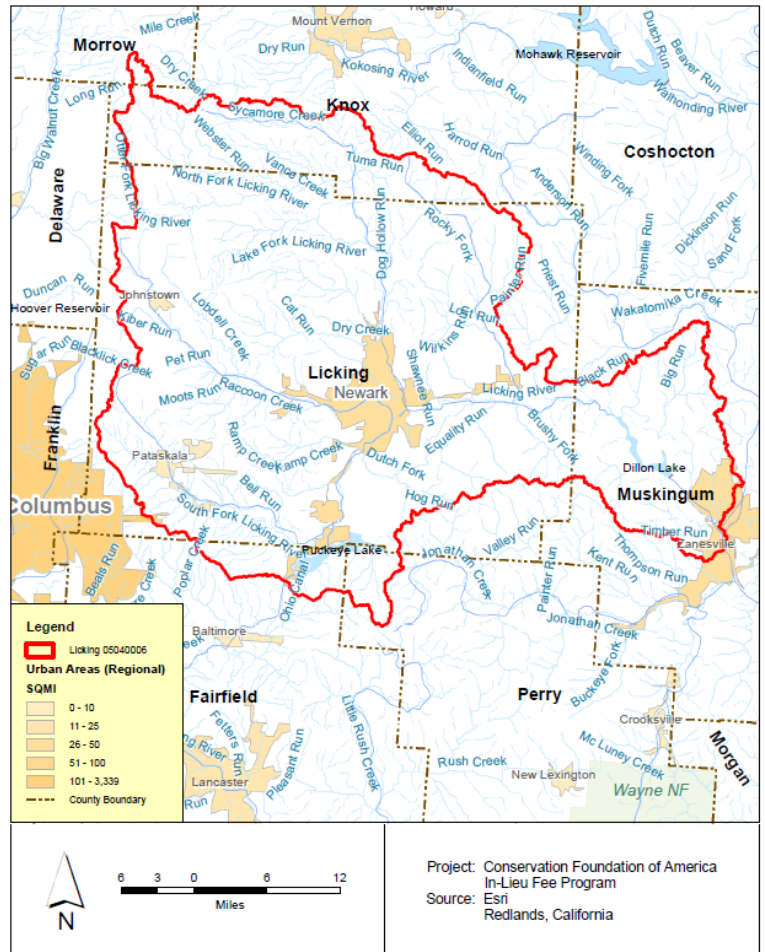 Howard
Mile Creek
Mount Vernon
Morrow
Dry Run
Kokosing River
Indianfield Run
Mohawk Reservoir
Dutch Run
Beaver Run
Walhonding River
Big Walnut Creek
Long Run
Dry Creek
Knox
Sycamore Creek
Webster Run
Vance Creek
Tuma Run
Elliot Run
Harrod Run
Coshocton
Winding Fork
Otter Fork Licking River
North Fork Licking River
Anderson Run
Delaware
Dog Hollow Run
Rocky Fork
Dickinson Run
Sand Fork
Fivemile Run
Lake Fork Licking River
Painter Run
Priest Run
Duncan Run
Hoover Reservoir
Johnstown
Kiber Run
Lobdell Creek
Cat Run
Dry Creek
Lost Run
Wilkins Run
Wakatomika Creek
Sugar Run
Blacklick Creek
Pet Run
Licking
Newark
Shawnee Run
Black Run
Big Run
Moots Run
Raccoon Creek
Licking River
Franklin
Ramp Creek
Equality Run
Brushy Fork
Pataskala
Kamp Creek
Dutch Fork
Dillon Lake
Columbus
Bell Run
Hog Run
Muskingum
South Fork Licking River
Timber Run
Zanesville
Puckeye Lake
Jonathan Creek
Valley Run
Thompson Run
Kent Run
Beals Run
Creek
Poplar Creek
Ohio Canal
Painter Run
Baltimore
Creek
Jonathah Creek
Buckeye Fork
Fairfield
Perry
Crooksville
Little Rush Creek
Fetters Run
Pleasant Run
ng River
Lancaster
Run
Rush Creek
Mc Luney Creek
Morgan
New Lexington
Wayne NF
Legend
Licking 05040006
Urban Areas (Regional)
SQMI
0 - 10
11 - 25
26 - 50
51 - 100
101 - 3,339
County Boundary
N
6 3 0 6 12
Miles
Project: Conservation Foundation of America
In-Lieu Fee Program
Source: Esri
Redlands, California